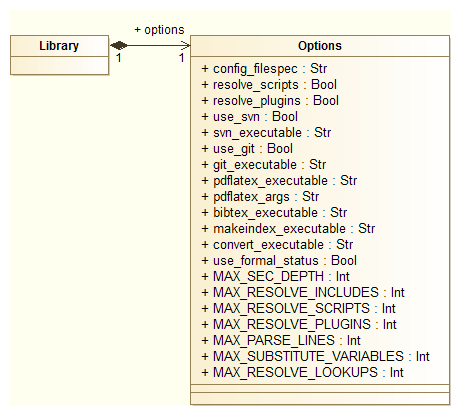 + options
Library
Options
1
1
+ config_filespec : Str
+ resolve_scripts : Bool
+ resolve_plugins : Bool
+ use_svn : Bool
+ svn_executable : Str
+ use_git : Bool
+ git_executable : Str
+ pdflatex_executable : Str
+ pdflatex_args : Str
+ bibtex_executable : Str
+ makeindex_executable : Str
+ convert_executable : Str
+ use_formal_status : Bool
+ MAX_SEC_DEPTH : Int
+ MAX_RESOLVE_INCLUDES : Int
+ MAX_RESOLVE_SCRIPTS : Int
+ MAX_RESOLVE_PLUGINS : Int
+ MAX_PARSE_LINES : Int
+ MAX_SUBSTITUTE_VARIABLES : Int
+ MAX_RESOLVE_LOOKUPS : Int